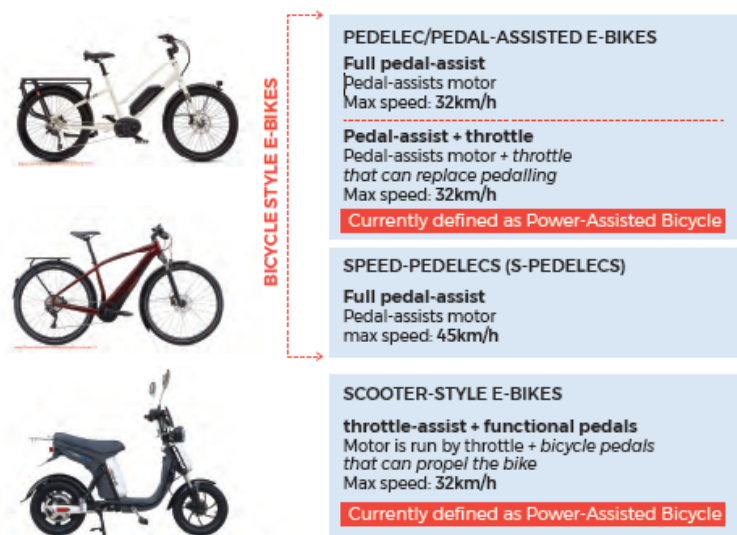 BICYCLE STYLE E-BIKES
PEDELEC/PEDAL-ASSISTED E-BIKES
Full pedal-assist
Pedal-assists motor
Max speed: 32km/h
Pedal-assist + throttle
Pedal-assists motor + throttle
that can replace pedalling
Max speed: 32km/h
Currently defined as Power-Assisted Bicycle
SPEED-PEDELECS (S-PEDELECS)
Full pedal-assist
Pedal-assists motor
max speed: 45km/h
SCOOTER-STYLE E-BIKES
throttle-assist + functional pedals
Motor is run by throttle + bicycle pedals
that can propel the bike
Max speed: 32km/h
Currently defined as Power-Assisted Bicycle